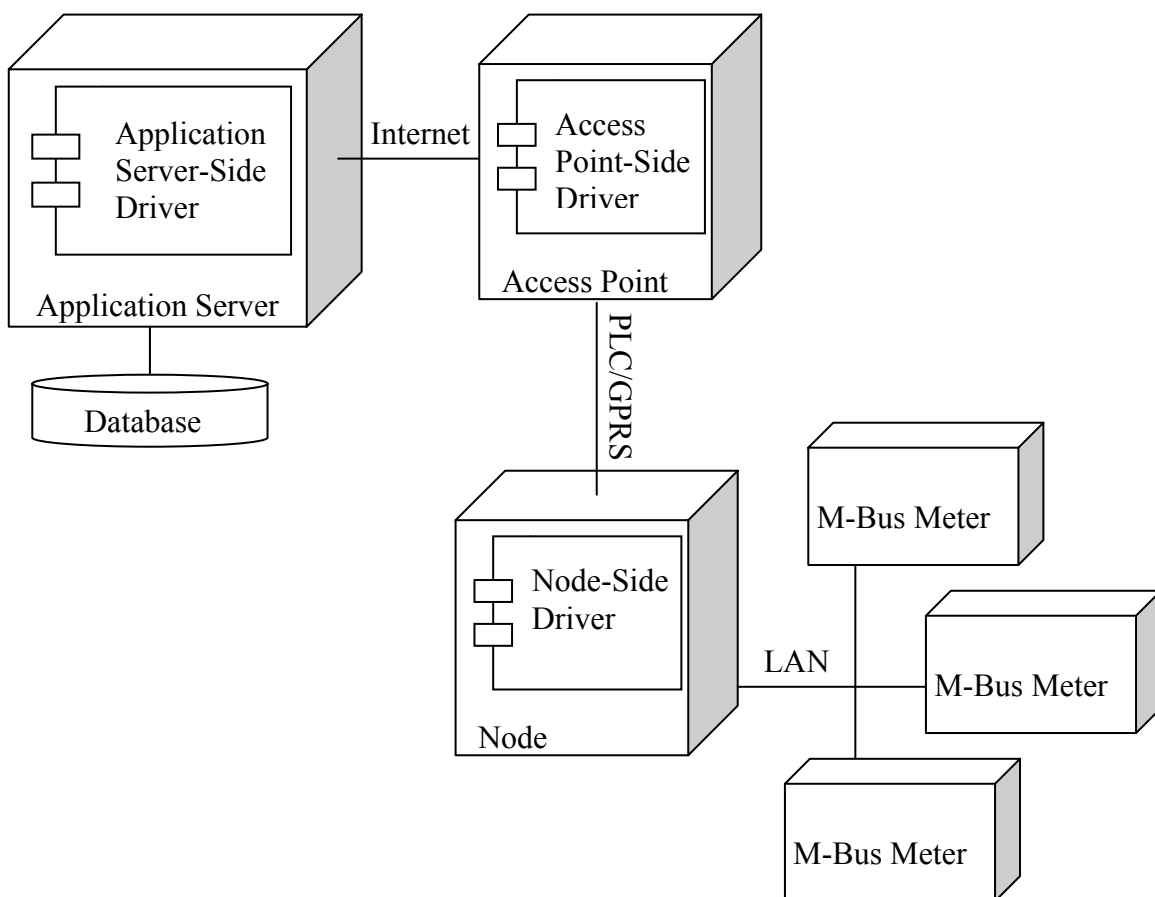 Application
Server-Side
Driver
Application Server
Internet
Access
Point-Side
Driver
Access Point
Database
PLC/GPRS
Node-Side
Driver
Node
LAN
M-Bus Meter
M-Bus Meter
M-Bus Meter